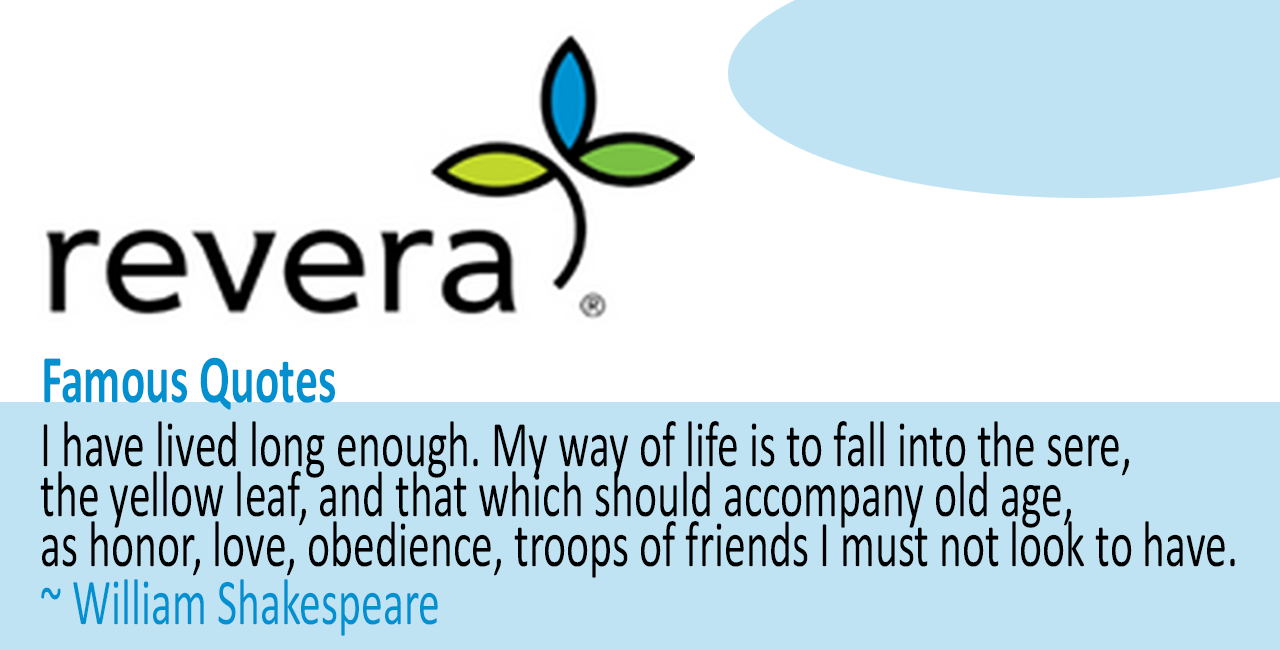 revera®
Famous Quotes
I have lived long enough. My way of life is to fall into the sere,
the yellow leaf, and that which should accompany old age,
as honor, love, obedience, troops of friends I must not look to have.
~ William Shakespeare